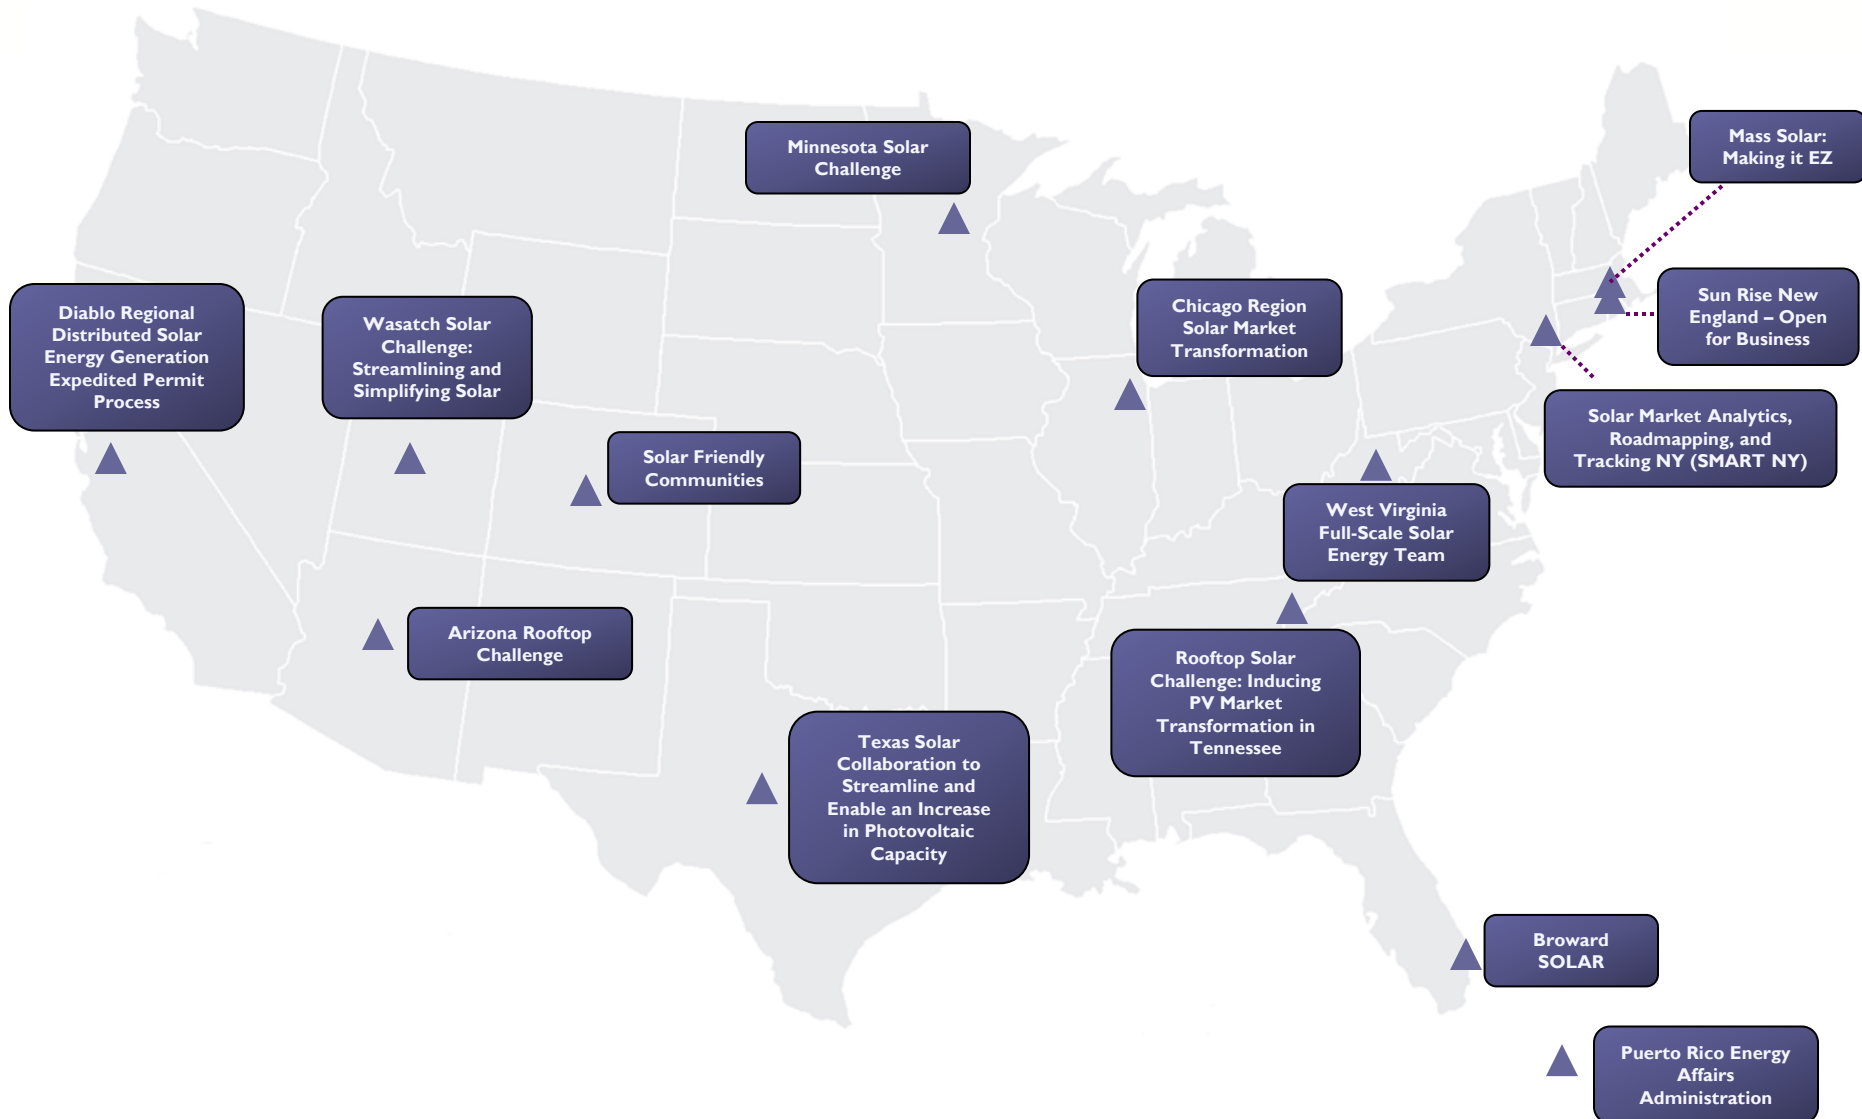 Minnesota Solar
Challenge
Mass Solar:
Making it EZ
Diablo Regional
Distributed Solar
Energy Generation
Expedited Permit
Process
Wasatch Solar
Challenge:
Streamlining and
Simplifying Solar
Chicago Region
Solar Market
Transformation
Sun Rise New
England – Open
for Business
Solar Friendly
Communities
Solar Market Analytics,
Roadmapping, and
Tracking NY (SMART NY)
West Virginia
Full-Scale Solar
Energy Team
Arizona Rooftop
Challenge
Rooftop Solar
Challenge: Inducing
PV Market
Transformation in
Tennessee
Texas Solar
Collaboration to
Streamline and
Enable an Increase
in Photovoltaic
Capacity
Broward
SOLAR
Puerto Rico Energy
Affairs
Administration